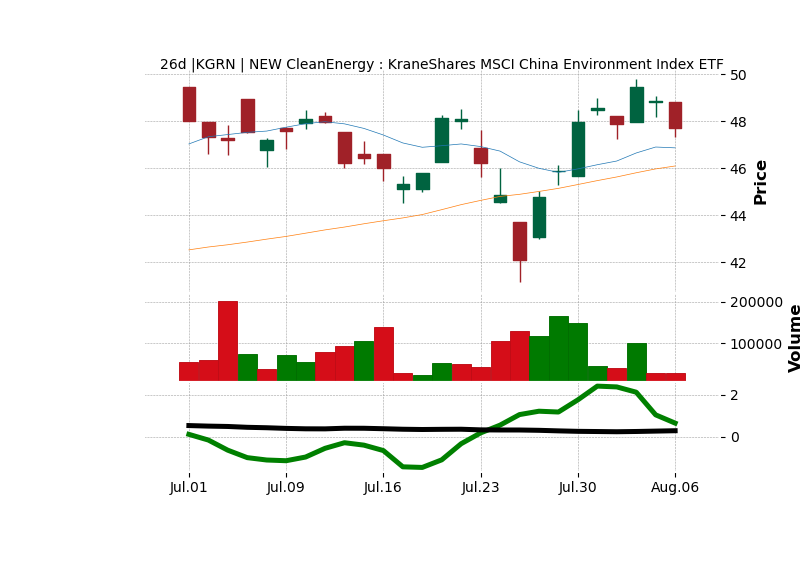 26d |KGRN | NEW CleanEnergy : KraneShares MSCI China Environment Index ETF
50
48
46
44
42
Price
200000
100000
Volume
2
0
Jul.01 Jul.09 Jul.16 Jul.23 Jul.30 Aug.06